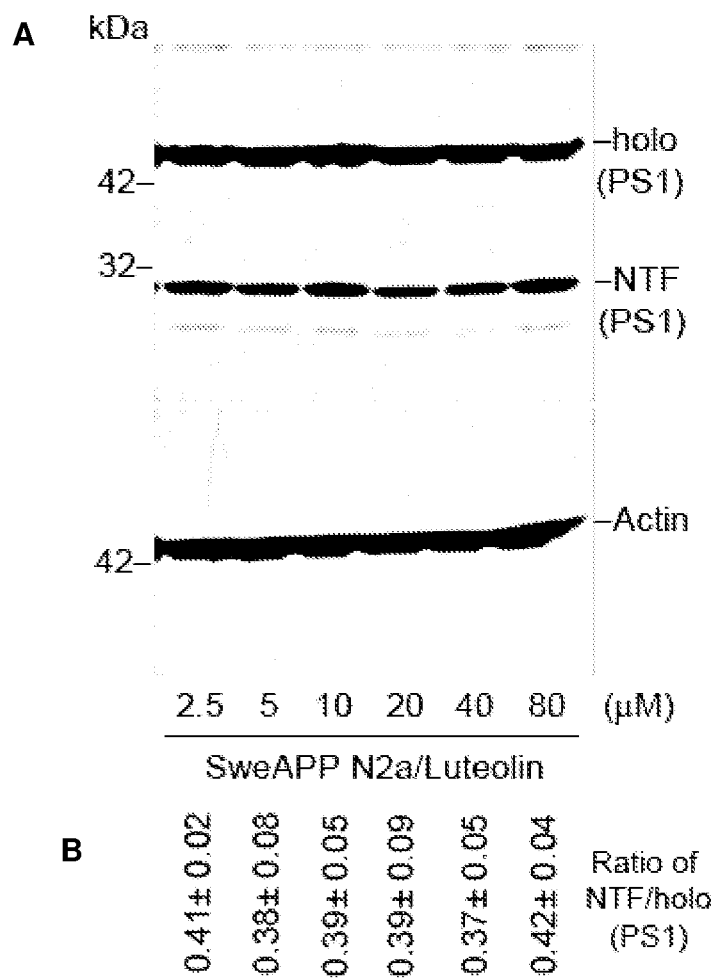 A
kDa
–holo
(PS1)
42–
32–
–NTF
(PS1)
–Actin
42–
2.5 5 10 20 40 80 (µM)
SweAPP N2a/Luteolin
B
0.41± 0.02
0.38± 0.08
0.39± 0.05
0.39± 0.09
0.37± 0.05
0.42± 0.04
Ratio of
NTF/holo
(PS1)